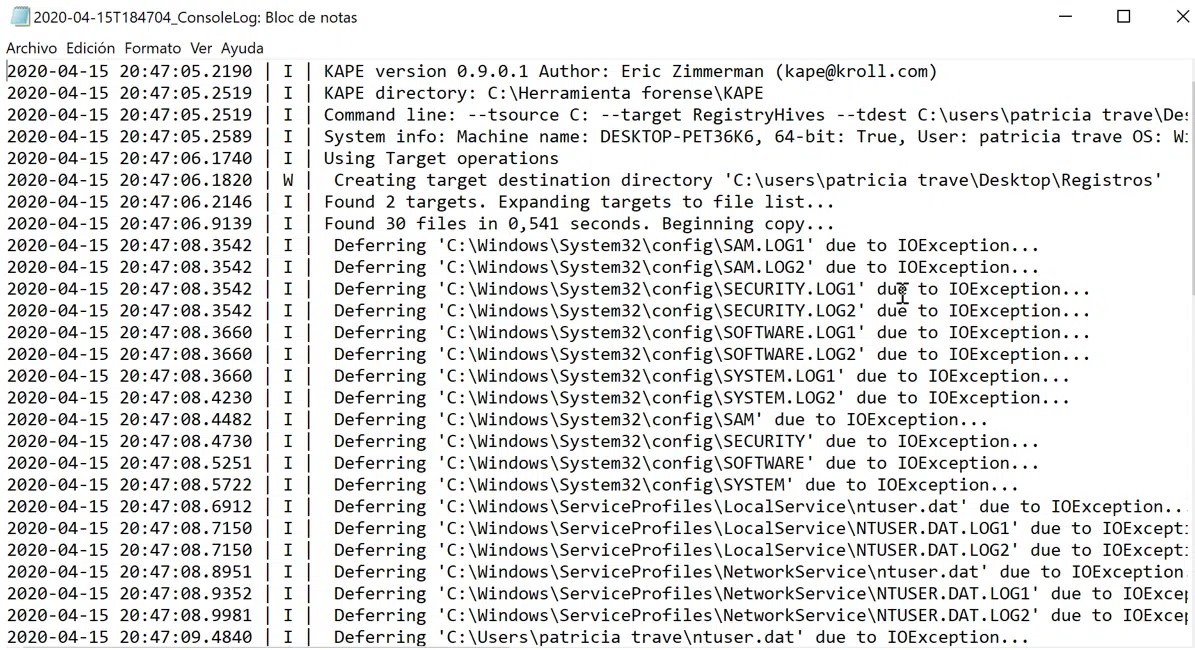 2020-04-15T184704_ConsoleLog: Bloc de notas
Archivo Edición Formato Ver Ayuda
2020-04-15 20:47:05.2190 | I | KAPE version 0.9.0.1 Author: Eric Zimmerman (kape@kroll.com)
2020-04-15 20:47:05.2519 | I | KAPE directory: C:\Herramienta forense\KAPE
2020-04-15 20:47:05.2519 | I | Command line: --tsource C: --target RegistryHives --tdest C:\users\patricia trave\De
2020-04-15 20:47:05.2589 | I | System info: Machine name: DESKTOP-PET36K6, 64-bit: True, User: patricia trave OS: W
2020-04-15 20:47:06.1740 | I | Using Target operations
2020-04-15 20:47:06.1820 | W |  Creating target destination directory 'C:\users\patricia trave\Desktop\Registros'
2020-04-15 20:47:06.2146 | I | Found 2 targets. Expanding targets to file list...
2020-04-15 20:47:06.9139 | I | Found 30 files in 0,541 seconds. Beginning copy...
2020-04-15 20:47:08.3542 | I |  Deferring 'C:\Windows\System32\config\SAM.LOG1' due to IOException...
2020-04-15 20:47:08.3542 | I |  Deferring 'C:\Windows\System32\config\SAM.LOG2' due to IOException...
2020-04-15 20:47:08.3542 | I |  Deferring 'C:\Windows\System32\config\SECURITY.LOG1' due to IOException...
2020-04-15 20:47:08.3542 | I |  Deferring 'C:\Windows\System32\config\SECURITY.LOG2' due to IOException...
2020-04-15 20:47:08.3660 | I |  Deferring 'C:\Windows\System32\config\SOFTWARE.LOG1' due to IOException...
2020-04-15 20:47:08.3660 | I |  Deferring 'C:\Windows\System32\config\SOFTWARE.LOG2' due to IOException...
2020-04-15 20:47:08.3660 | I |  Deferring 'C:\Windows\System32\config\SYSTEM.LOG1' due to IOException...
2020-04-15 20:47:08.4230 | I |  Deferring 'C:\Windows\System32\config\SYSTEM.LOG2' due to IOException...
2020-04-15 20:47:08.4482 | I |  Deferring 'C:\Windows\System32\config\SAM' due to IOException...
2020-04-15 20:47:08.4730 | I |  Deferring 'C:\Windows\System32\config\SECURITY' due to IOException...
2020-04-15 20:47:08.5251 | I |  Deferring 'C:\Windows\System32\config\SOFTWARE' due to IOException...
2020-04-15 20:47:08.5722 | I |  Deferring 'C:\Windows\System32\config\SYSTEM' due to IOException...
2020-04-15 20:47:08.6912 | I |  Deferring 'C:\Windows\ServiceProfiles\LocalService\ntuser.dat' due to IOException..
2020-04-15 20:47:08.7150 | I |  Deferring 'C:\Windows\ServiceProfiles\LocalService\NTUSER.DAT.LOG1' due to IOExcept
2020-04-15 20:47:08.7150 | I |  Deferring 'C:\Windows\ServiceProfiles\LocalService\NTUSER.DAT.LOG2' due to IOExcept
2020-04-15 20:47:08.8951 | I |  Deferring 'C:\Windows\ServiceProfiles\NetworkService\ntuser.dat' due to IOException
2020-04-15 20:47:08.9352 | I |  Deferring 'C:\Windows\ServiceProfiles\NetworkService\NTUSER.DAT.LOG1' due to IOExce
2020-04-15 20:47:08.9981 | I |  Deferring 'C:\Windows\ServiceProfiles\NetworkService\NTUSER.DAT.LOG2' due to IOExce
2020-04-15 20:47:09.4840 | I |  Deferring 'C:\Users\patricia trave\ntuser.dat' due to IOException...